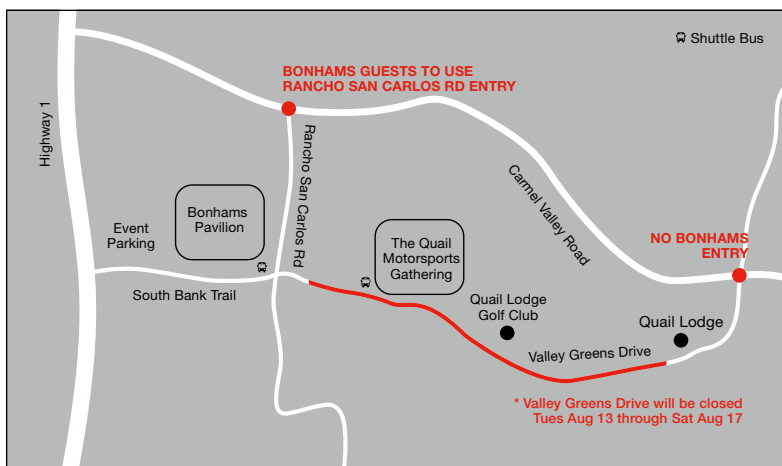 Shuttle Bus
BONHAMS GUESTS TO USE
RANCHO SAN CARLOS RD ENTRY
Highway 1
Rancho San Carlos Rd
Carmel Valley Road
Bonhams
Pavilion
Event
Parking
The Quail
Motorsports
Gathering
NO BONHAMS
ENTRY
South Bank Trail
Quail Lodge
Golf Club
Quail Lodge
Valley Greens Drive
* Valley Greens Drive will be closed
Tues Aug 13 through Sat Aug 17